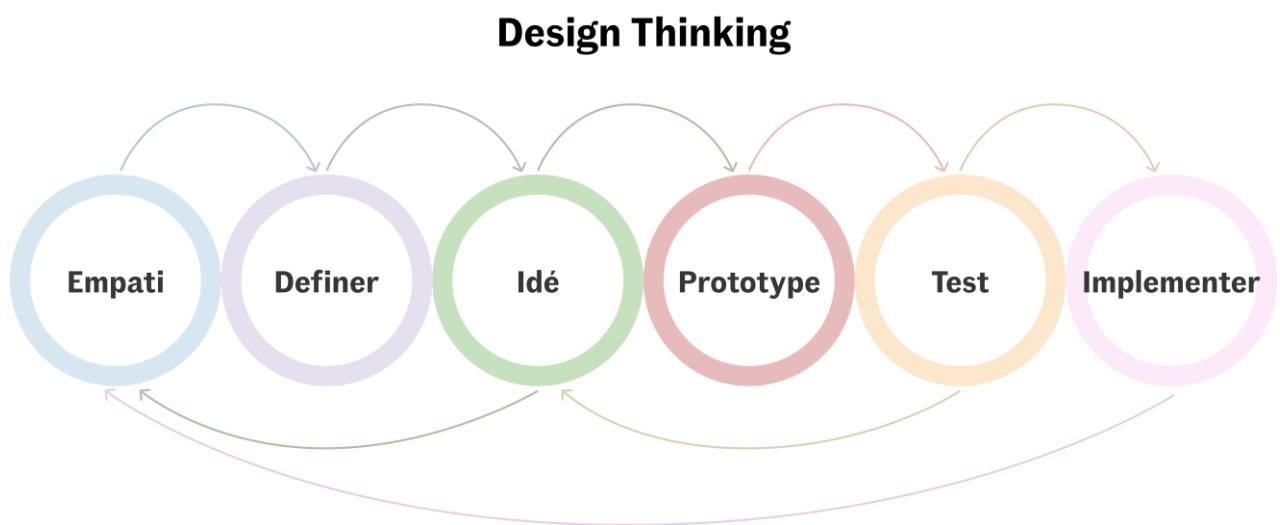 Design Thinking
Empati
Definer
Idé
Prototype
Test
Implementer